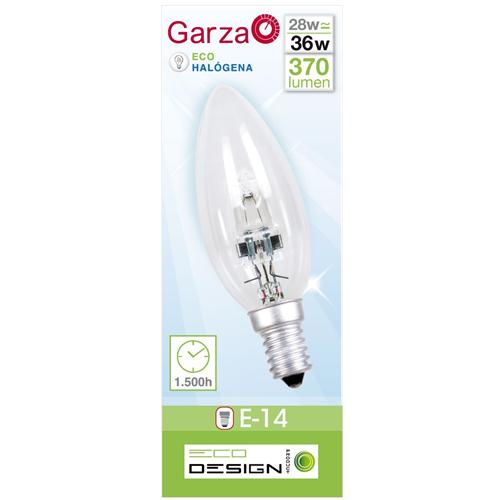 Garza
ECO
HALÓGENA
28w=
36w
370
lumen
1.500h
E-14
ECO
DESIGN